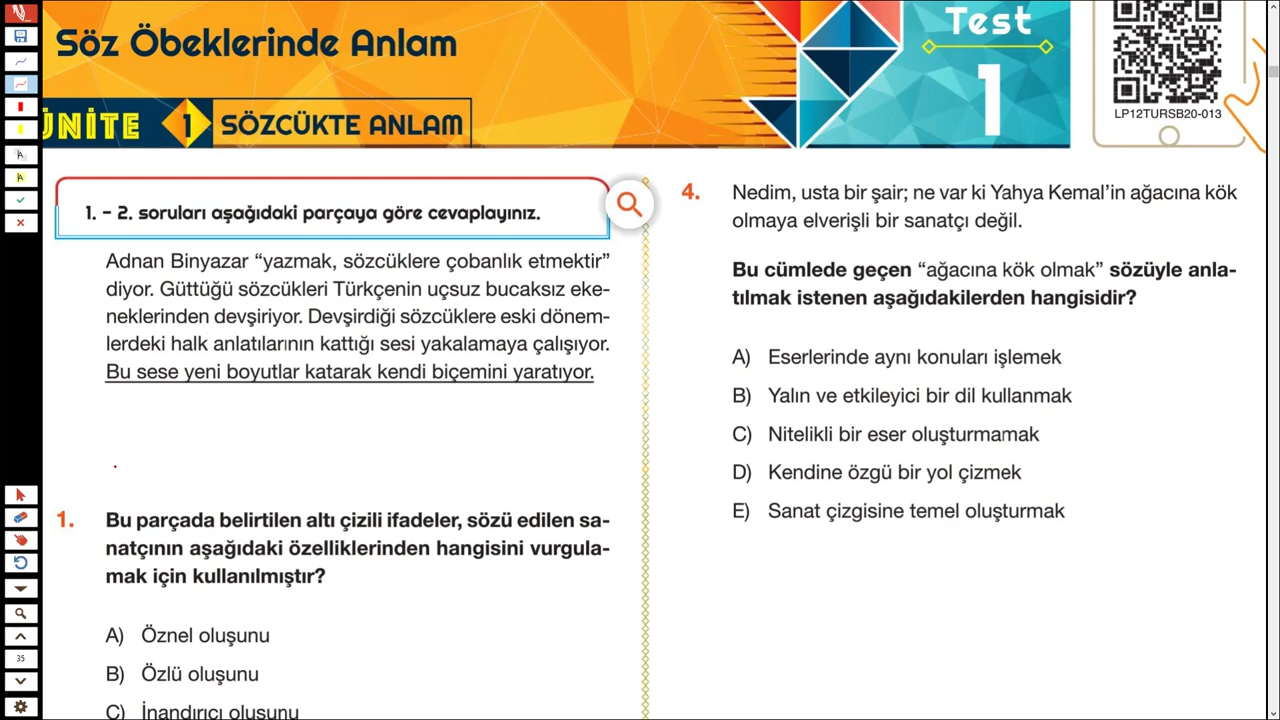 Söz Öbeklerinde Anlam
Test
1
ÜNİTE 1 SÖZCÜKTE ANLAM
LP12TURSB20-013
1. – 2. soruları aşağıdaki parçaya göre cevaplayınız.
Adnan Binyazar “yazmak, sözcüklere çobanlık etmektir”
diyor. Güttüğü sözcükleri Türkçenin uçsuz bucaksız eke-
neklerinden devşiriyor. Devşirdiği sözcüklere eski dönem-
lerdeki halk anlatılarının kattığı sesi yakalamaya çalışıyor.
Bu sese yeni boyutlar katarak kendi biçemini yaratıyor.
1. Bu parçada belirtilen altı çizili ifadeler, sözü edilen sa-
natçının aşağıdaki özelliklerinden hangisini vurgula-
mak için kullanılmıştır?
A) Öznel oluşunu
B) Özlü oluşunu
C) İnandırıcı oluşunu
4. Nedim, usta bir şair; ne var ki Yahya Kemal’in ağacına kök
olmaya elverişli bir sanatçı değil.
Bu cümlede geçen “ağacına kök olmak” sözüyle anla-
tılmak istenen aşağıdakilerden hangisidir?
A) Eserlerinde aynı konuları işlemek
B) Yalın ve etkileyici bir dil kullanmak
C) Nitelikli bir eser oluşturmamak
D) Kendine özgü bir yol çizmek
E) Sanat çizgisine temel oluşturmak
35